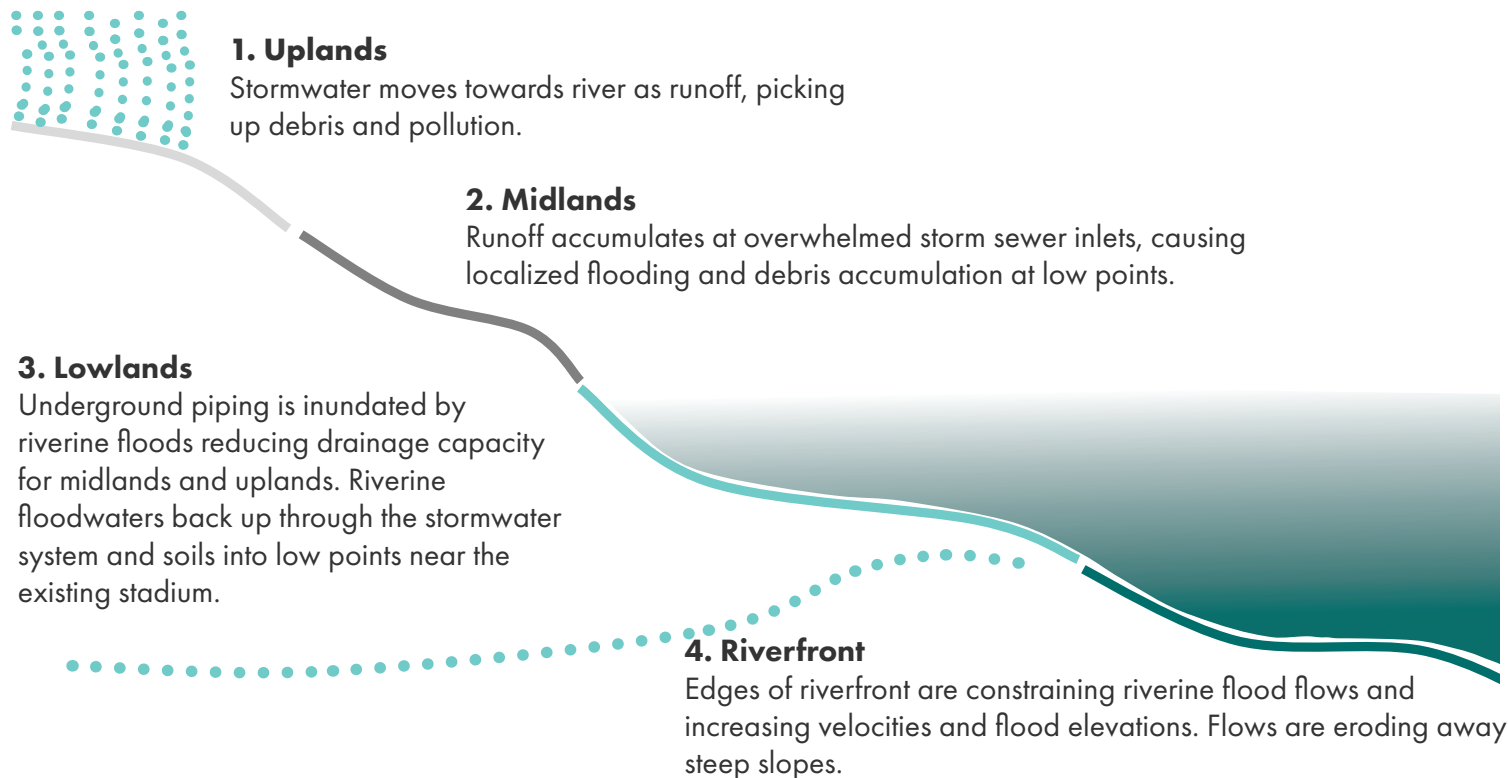 1. Uplands
Stormwater moves towards river as runoff, picking
up debris and pollution.
2. Midlands
Runoff accumulates at overwhelmed storm sewer inlets, causing
localized flooding and debris accumulation at low points.
3. Lowlands
Underground piping is inundated by
riverine floods reducing drainage capacity
for midlands and uplands. Riverine
floodwaters back up through the stormwater
system and soils into low points near the
existing stadium.
4. Riverfront
Edges of riverfront are constraining riverine flood flows and
increasing velocities and flood elevations. Flows are eroding away
steep slopes.